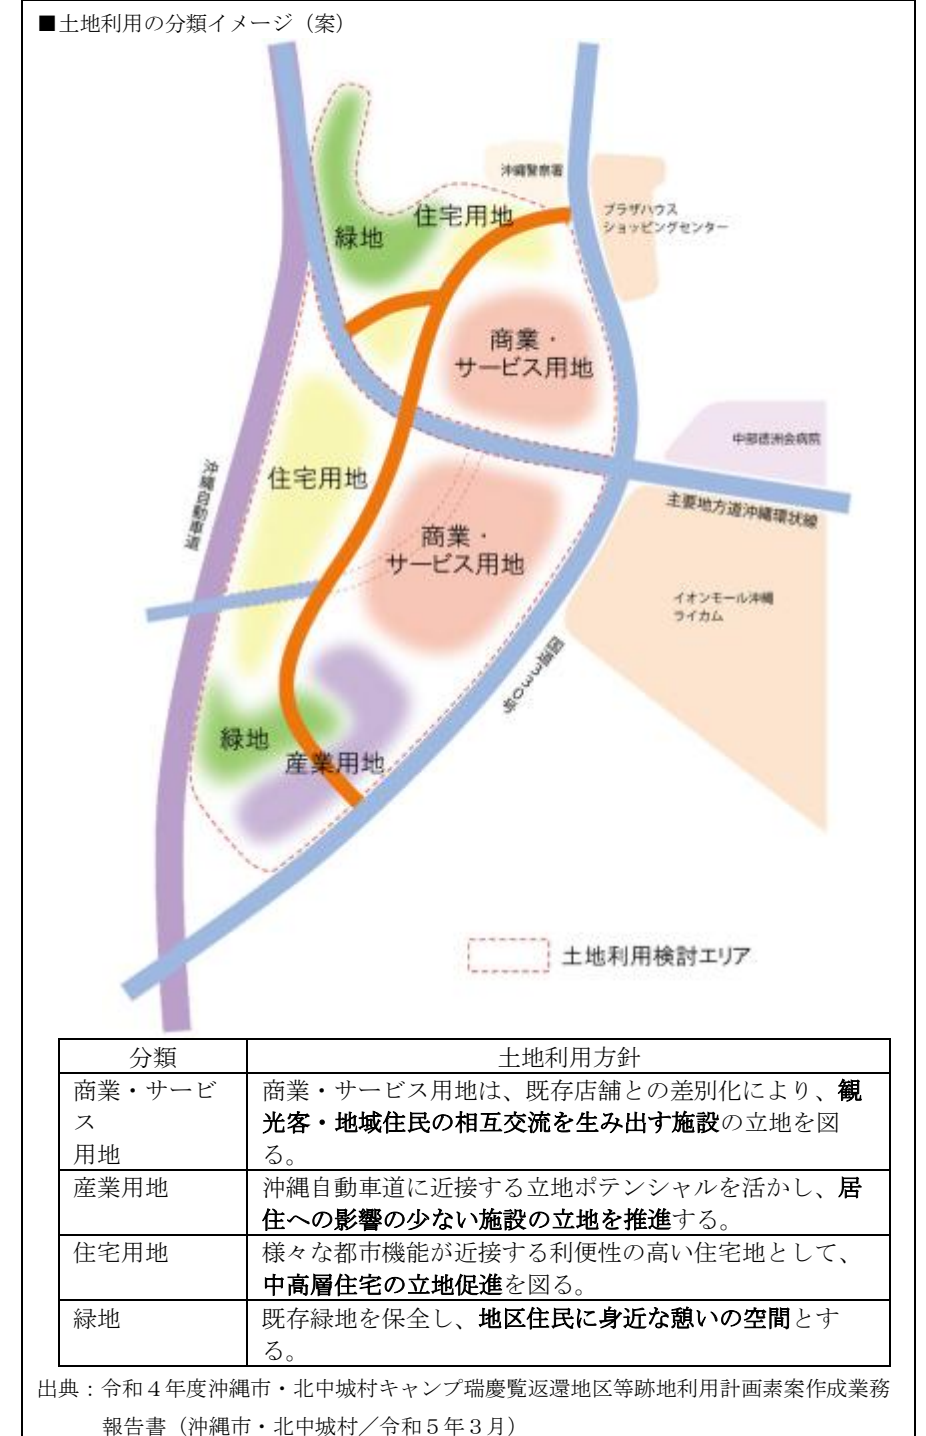 ■土地利用の分類イメージ（案）
沖縄警察署
プラザハウス
ショッピングセンター
住宅用地
緑地
商業・
サービス用地
中部徳洲会病院
住宅用地
沖縄自動車道
主要地方道沖縄環状線
商業・
サービス用地
イオンモール沖縄
ライカム
国道330号
緑地
産業用地
土地利用検討エリア
分類
土地利用方針
商業・サービ
ス
用地
商業・サービス用地は、既存店舗との差別化により、観
光客・地域住民の相互交流を生み出す施設の立地を図
る。
産業用地
沖縄自動車道に近接する立地ポテンシャルを活かし、居
住への影響の少ない施設の立地を推進する。
住宅用地
様々な都市機能が近接する利便性の高い住宅地として、
中高層住宅の立地促進を図る。
緑地
既存緑地を保全し、地区住民に身近な憩いの空間とす
る。
出典：令和４年度沖縄市・北中城村キャンプ瑞慶覧返還地区等跡地利用計画素案作成業務
報告書（沖縄市・北中城村／令和５年３月）